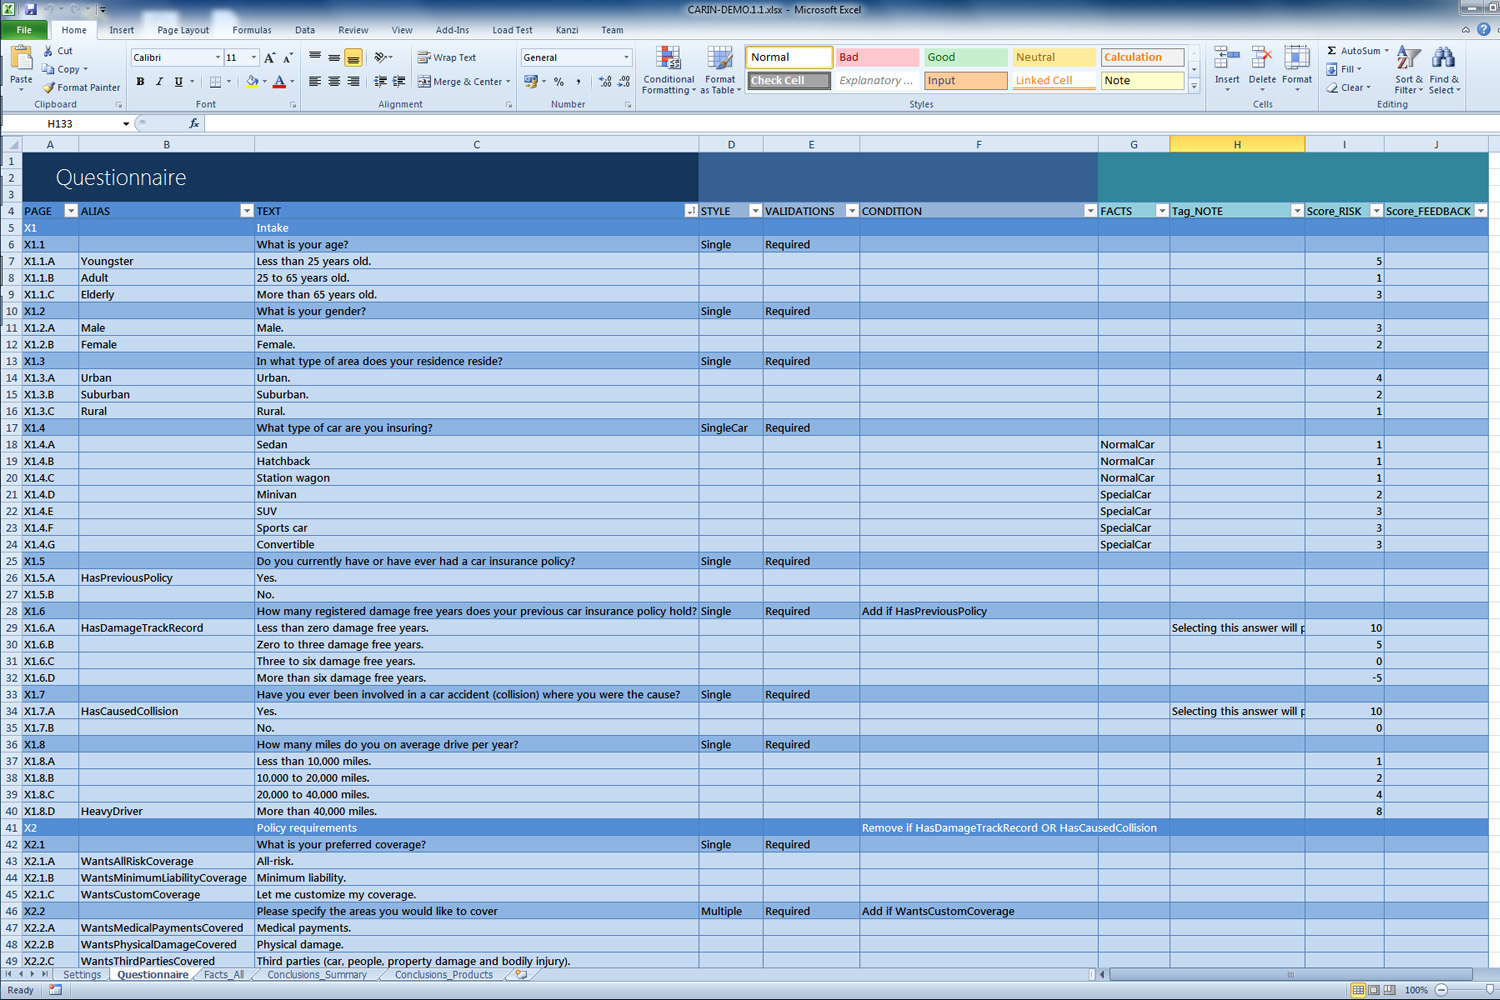 CARIN-DEMO.1.1.xlsx - Microsoft Excel
File Home Insert Page Layout Formulas Data Review View Add-Ins Load Test Kanzi Team
Paste Cut Copy Format Painter Clipboard
Calibri 11 B I U Font
Wrap Text Merge & Center Alignment
General % , Number
Conditional Formatting Format as Table
Normal Bad Good Neutral Calculation
Check Cell Explanatory ... Input Linked Cell Note
Styles
Insert Delete Format Cells
AutoSum Fill Clear Sort & Filter Find & Select Editing
H133 fx
A B C D E F G H I J
1
2 Questionnaire
3
4 PAGE ALIAS TEXT STYLE VALIDATIONS CONDITION FACTS Tag_NOTE Score_RISK Score_FEEDBACK
5 X1 Intake
6 X1.1 What is your age? Single Required
7 X1.1.A Youngster Less than 25 years old. 5
8 X1.1.B Adult 25 to 65 years old. 1
9 X1.1.C Elderly More than 65 years old. 3
10 X1.2 What is your gender? Single Required
11 X1.2.A Male Male. 3
12 X1.2.B Female Female. 2
13 X1.3 In what type of area does your residence reside? Single Required
14 X1.3.A Urban Urban. 4
15 X1.3.B Suburban Suburban. 2
16 X1.3.C Rural Rural. 1
17 X1.4 What type of car are you insuring? SingleCar Required
18 X1.4.A Sedan NormalCar 1
19 X1.4.B Hatchback NormalCar 1
20 X1.4.C Station wagon NormalCar 1
21 X1.4.D Minivan SpecialCar 2
22 X1.4.E SUV SpecialCar 3
23 X1.4.F Sports car SpecialCar 3
24 X1.4.G Convertible SpecialCar 3
25 X1.5 Do you currently have or have ever had a car insurance policy? Single Required
26 X1.5.A HasPreviousPolicy Yes.
27 X1.5.B No.
28 X1.6 How many registered damage free years does your previous car insurance policy hold? Single Required Add if HasPreviousPolicy
29 X1.6.A HasDamageTrackRecord Less than zero damage free years. Selecting this answer will p 10
30 X1.6.B Zero to three damage free years. 5
31 X1.6.C Three to six damage free years. 0
32 X1.6.D More than six damage free years. -5
33 X1.7 Have you ever been involved in a car accident (collision) where you were the cause? Single Required
34 X1.7.A HasCausedCollision Yes. Selecting this answer will p 10
35 X1.7.B No. 0
36 X1.8 How many miles do you on average drive per year? Single Required
37 X1.8.A Less than 10,000 miles. 1
38 X1.8.B 10,000 to 20,000 miles. 2
39 X1.8.C 20,000 to 40,000 miles. 4
40 X1.8.D HeavyDriver More than 40,000 miles. 8
41 X2 Policy requirements Remove if HasDamageTrackRecord OR HasCausedCollision
42 X2.1 What is your preferred coverage? Single Required
43 X2.1.A WantsAllRiskCoverage All-risk.
44 X2.1.B WantsMinimumLiabilityCoverage Minimum liability.
45 X2.1.C WantsCustomCoverage Let me customize my coverage.
46 X2.2 Please specify the areas you would like to cover Multiple Required Add if WantsCustomCoverage
47 X2.2.A WantsMedicalPaymentsCovered Medical payments.
48 X2.2.B WantsPhysicalDamageCovered Physical damage.
49 X2.2.C WantsThirdPartiesCovered Third parties (car, people, property damage and bodily injury).
Settings Questionnaire Facts_All Conclusions_Summary Conclusions_Products
Ready 100%